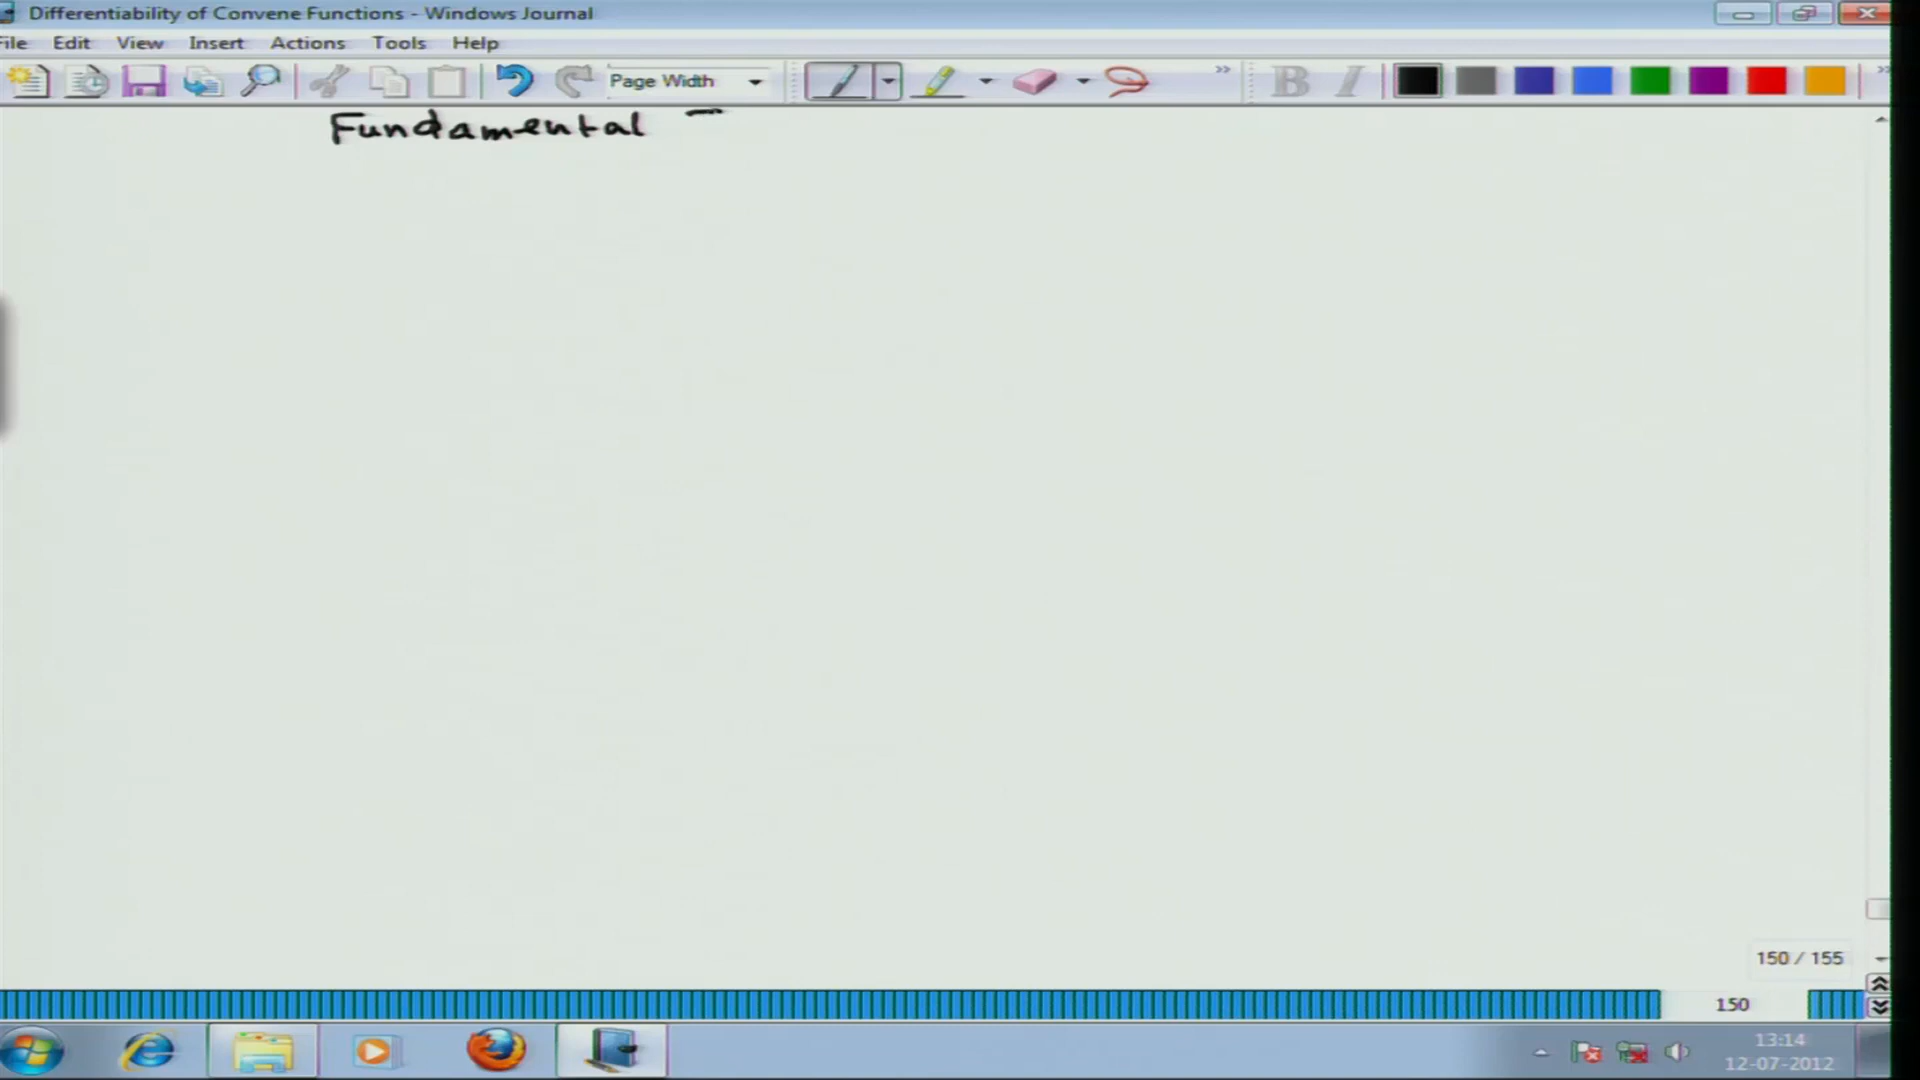 Differentiability of Convene Functions - Windows Journal
File Edit View Insert Actions Tools Help
Page Width
B I
Fundamental
150 / 155
150
13:14
12-07-2012